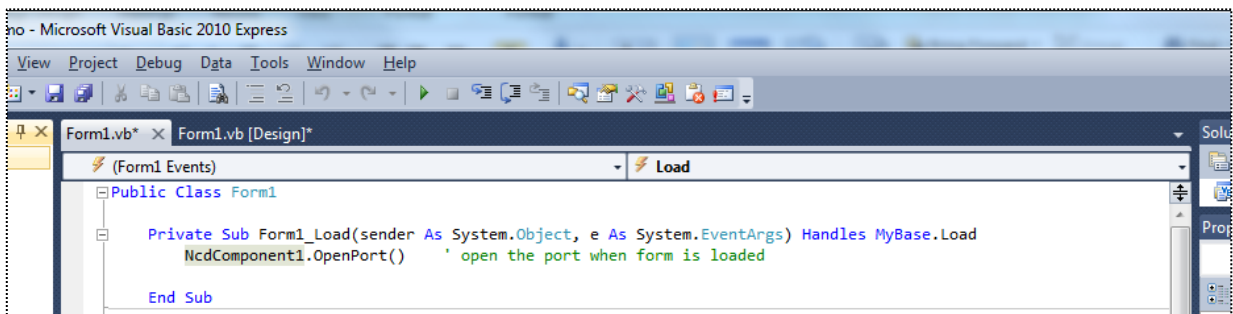 no - Microsoft Visual Basic 2010 Express
View Project Debug Data Tools Window Help
Form1.vb* Form1.vb [Design]* Solu
(Form1 Events) Load
Public Class Form1
Prop
Private Sub Form1_Load(sender As System.Object, e As System.EventArgs) Handles MyBase.Load
NcdComponent1.OpenPort() ' open the port when form is loaded
End Sub